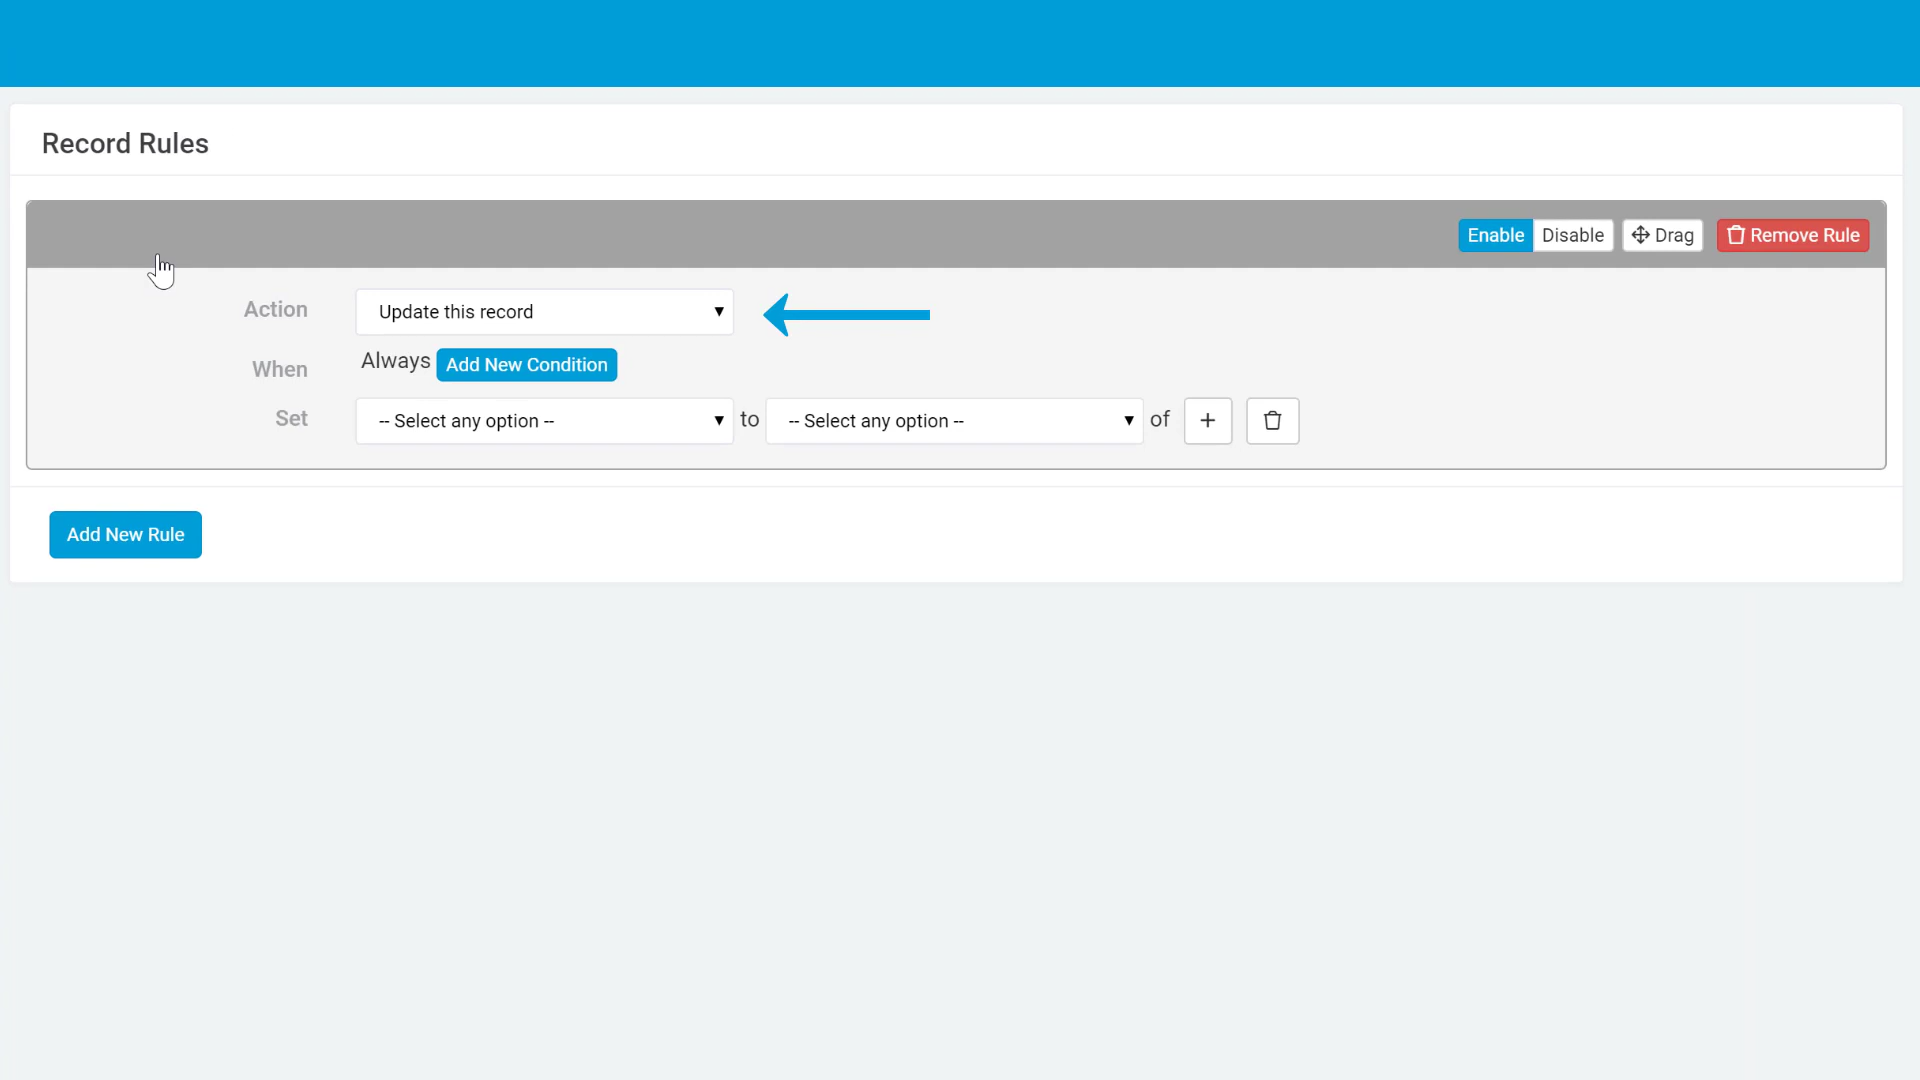 Record Rules
Enable Disable Drag Remove Rule
Action Update this record
When Always Add New Condition
Set -- Select any option -- to -- Select any option -- of
Add New Rule